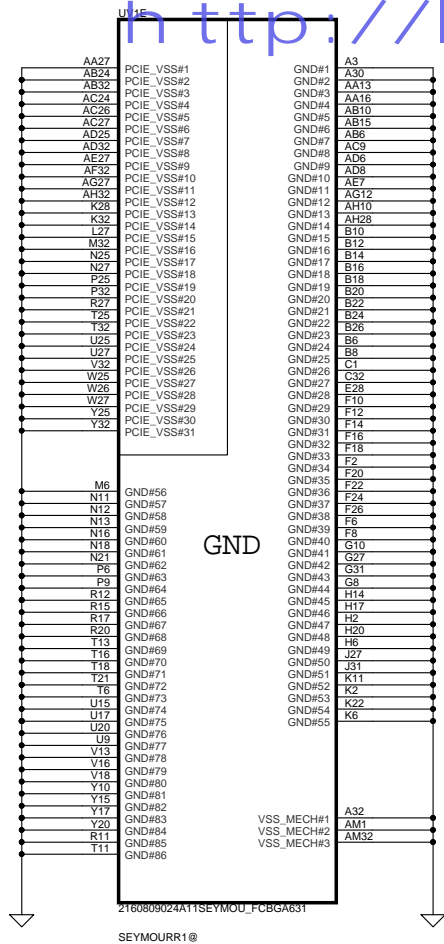 http://
UV1E
AA27 PCIE_VSS#1 GND#1 A3
AB24 PCIE_VSS#2 GND#2 A30
AB32 PCIE_VSS#3 GND#3 AA13
AC24 PCIE_VSS#4 GND#4 AA16
AC26 PCIE_VSS#5 GND#5 AB10
AC27 PCIE_VSS#6 GND#6 AB15
AD25 PCIE_VSS#7 GND#7 AB6
AD32 PCIE_VSS#8 GND#8 AC9
AE27 PCIE_VSS#9 GND#9 AD6
AF32 PCIE_VSS#10 GND#10 AD8
AG27 PCIE_VSS#11 GND#11 AE7
AH32 PCIE_VSS#12 GND#12 AG12
K28 PCIE_VSS#13 GND#13 AH10
K32 PCIE_VSS#14 GND#14 AH28
L27 PCIE_VSS#15 GND#15 B10
M32 PCIE_VSS#16 GND#16 B12
N25 PCIE_VSS#17 GND#17 B14
N27 PCIE_VSS#18 GND#18 B16
P25 PCIE_VSS#19 GND#19 B18
P32 PCIE_VSS#20 GND#20 B20
R27 PCIE_VSS#21 GND#21 B22
T25 PCIE_VSS#22 GND#22 B24
T32 PCIE_VSS#23 GND#23 B26
U25 PCIE_VSS#24 GND#24 B6
U27 PCIE_VSS#25 GND#25 B8
V32 PCIE_VSS#26 GND#26 C1
W25 PCIE_VSS#27 GND#27 C32
W26 PCIE_VSS#28 GND#28 E28
W27 PCIE_VSS#29 GND#29 F10
Y25 PCIE_VSS#30 GND#30 F12
Y32 PCIE_VSS#31 GND#31 F14
GND#32 F16
GND#33 F18
GND#34 F2
GND#35 F20
M6 GND#56 GND#36 F22
N11 GND#57 GND#37 F24
N12 GND#58 GND#38 F26
N13 GND#59 GND#39 F6
N16 GND#60 GND#40 F8
N18 GND#61 GND#41 G10
N21 GND#62 GND#42 G27
P6 GND#63 GND#43 G31
P9 GND#64 GND#44 G8
R12 GND#65 GND#45 H14
R15 GND#66 GND#46 H17
R17 GND#67 GND#47 H2
R20 GND#68 GND#48 H20
T13 GND#69 GND#49 H6
T16 GND#70 GND#50 J27
T18 GND#71 GND#51 J31
T21 GND#72 GND#52 K11
T6 GND#73 GND#53 K2
U15 GND#74 GND#54 K22
U17 GND#75 GND#55 K6
U20 GND#76
U9 GND#77
V13 GND#78
V16 GND#79
V18 GND#80
Y10 GND#81
Y15 GND#82
Y17 GND#83 VSS_MECH#1 A32
Y20 GND#84 VSS_MECH#2 AM1
R11 GND#85 VSS_MECH#3 AM32
T11 GND#86
GND
2160809024A11SEYMOU_FCBGA631
SEYMOURR1@